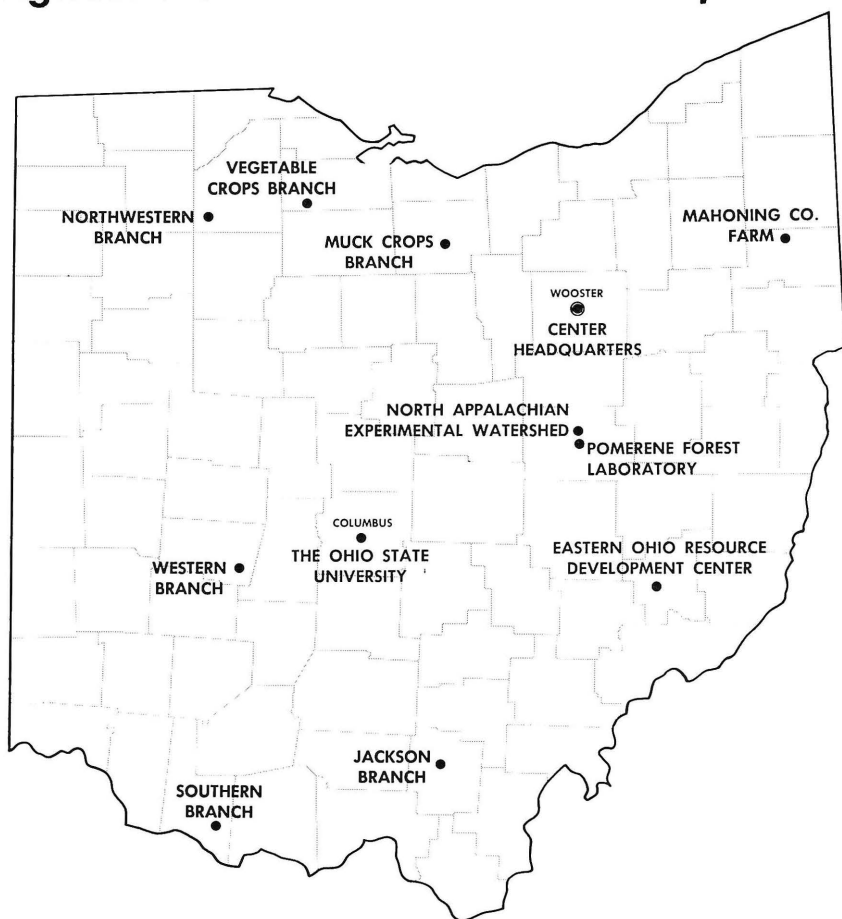 VEGETABLE
CROPS BRANCH
NORTHWESTERN
BRANCH
MUCK CROPS
BRANCH
MAHONING CO.
FARM
WOOSTER
CENTER
HEADQUARTERS
NORTH APPALACHIAN
EXPERIMENTAL WATERSHED
POMERENE FOREST
LABORATORY
COLUMBUS
THE OHIO STATE
UNIVERSITY
EASTERN OHIO RESOURCE
DEVELOPMENT CENTER
WESTERN
BRANCH
JACKSON
BRANCH
SOUTHERN
BRANCH